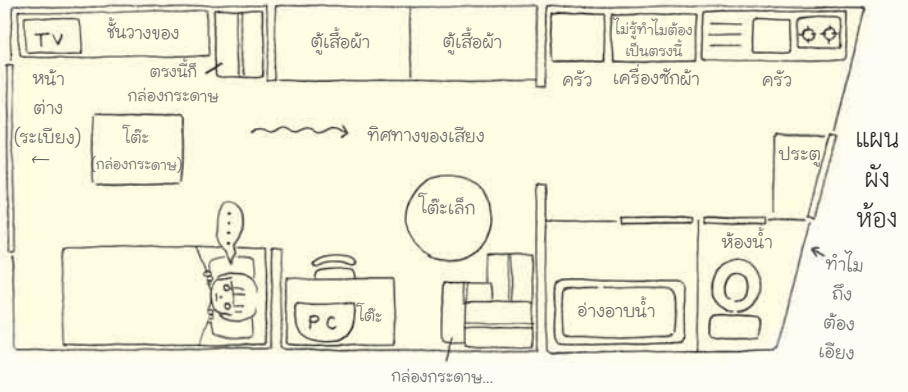 TV
ชั้นวางของ
ตรงนี้ก็
กล่องกระดาษ
ตู้เสื้อผ้า
ตู้เสื้อผ้า
ครัว
ไม่รู้ทำไมต้อง
เป็นตรงนี้
เครื่องซักผ้า
ครัว
หน้า
ต่าง
(ระเบียง)
←
โต๊ะ
(กล่องกระดาษ)
ทิศทางของเสียง
ประตู
แผน
ผัง
ห้อง
โต๊ะเล็ก
ห้องน้ำ
ทำไม
ถึง
ต้อง
เอียง
...
PC
โต๊ะ
อ่างอาบน้ำ
กล่องกระดาษ...